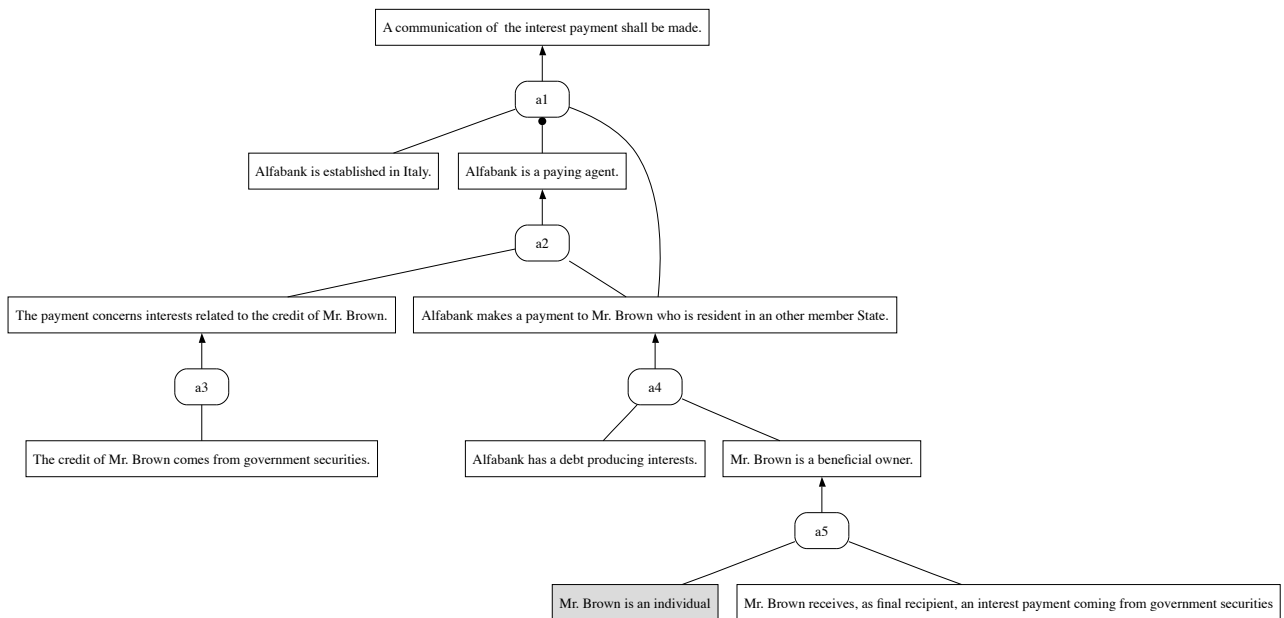 A communication of the interest payment shall be made.
a1
Alfabank is established in Italy.
Alfabank is a paying agent.
a2
The payment concerns interests related to the credit of Mr. Brown.
Alfabank makes a payment to Mr. Brown who is resident in an other member State.
a3
a4
The credit of Mr. Brown comes from government securities.
Alfabank has a debt producing interests.
Mr. Brown is a beneficial owner.
a5
Mr. Brown is an individual
Mr. Brown receives, as final recipient, an interest payment coming from government securities